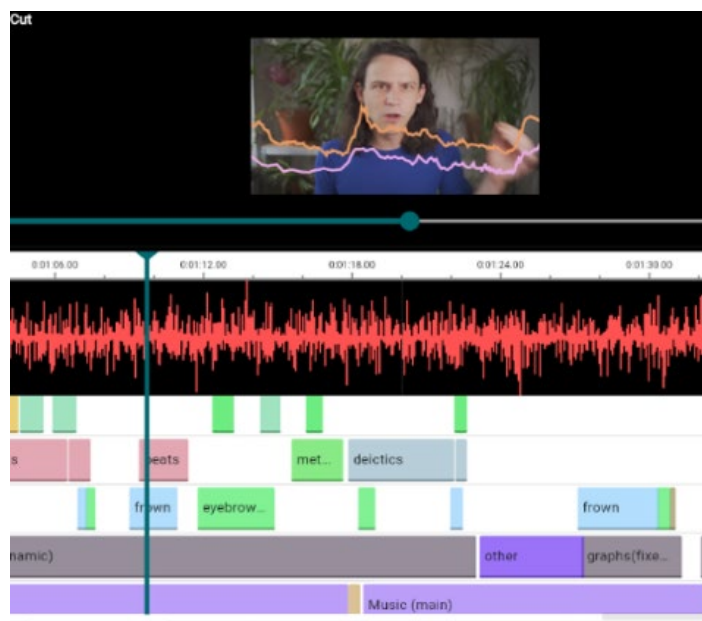 Cut
0:01:06.00 0:01:12.00 0:01:18.00 0:01:24.00 0:01:30.00
s beats met... deictics
frown eyebrow... frown
namic) other graphs(fixe...
Music (main)